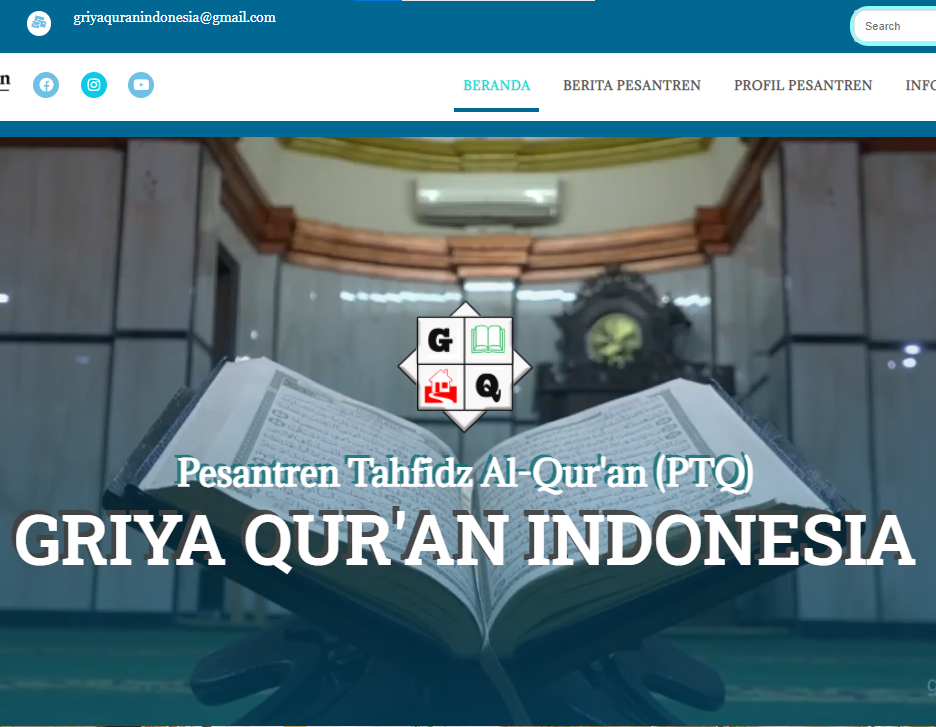 griyaquranindonesia@gmail.com
Search
n
BERANDA
BERITA PESANTREN
PROFIL PESANTREN
INFO
G
Q
Pesantren Tahfidz Al-Qur'an (PTQ)
GRIYA QUR'AN INDONESIA
g